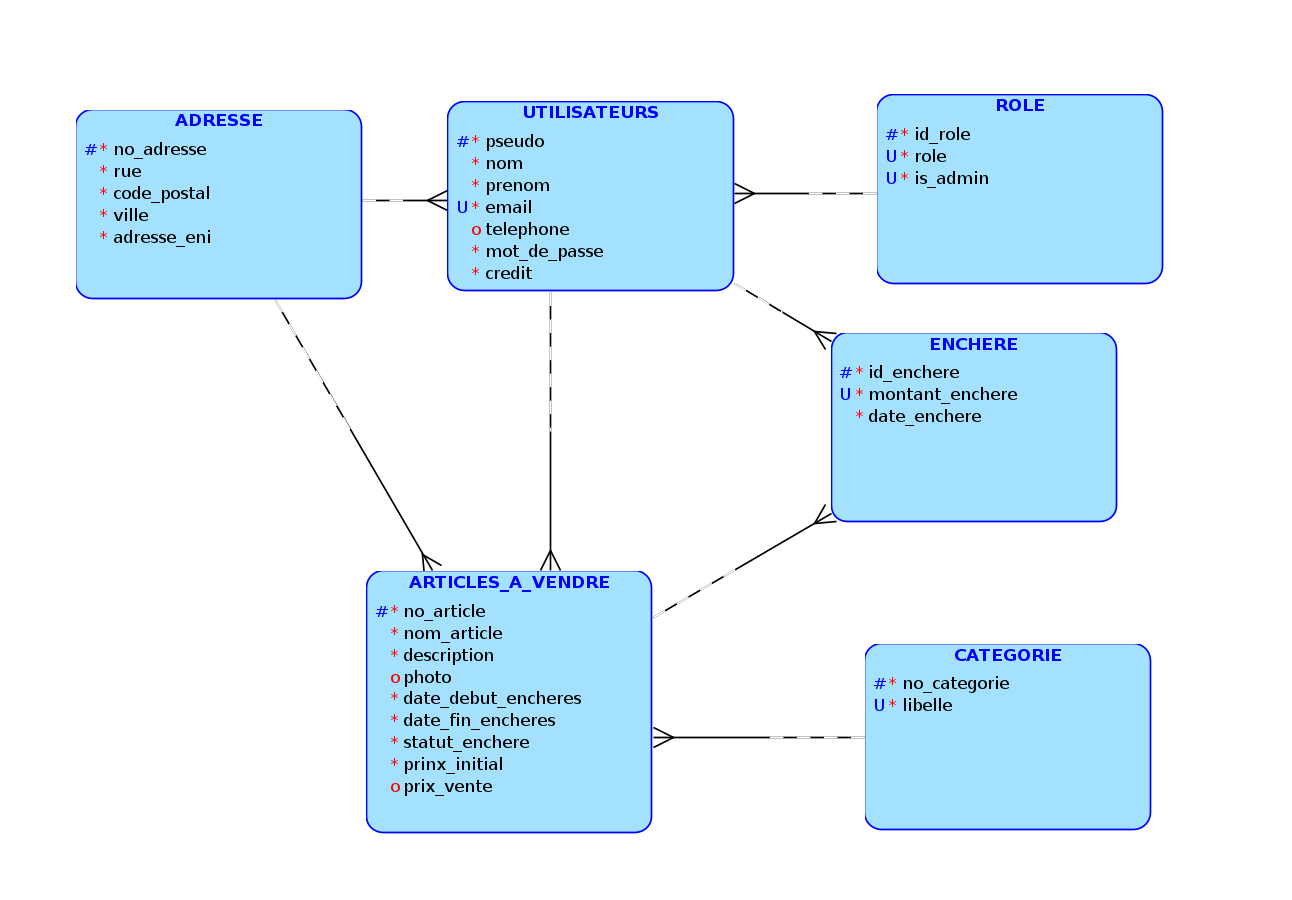 ADRESSE
#* no_adresse
* rue
* code_postal
* ville
* adresse_eni
UTILISATEURS
#* pseudo
* nom
* prenom
U* email
o telephone
* mot_de_passe
* credit
ROLE
#* id_role
U* role
U* is_admin
ENCHERE
#* id_enchere
U* montant_enchere
* date_enchere
ARTICLES_A_VENDRE
#* no_article
* nom_article
* description
o photo
* date_debut_encheres
* date_fin_encheres
* statut_enchere
* prinx_initial
o prix_vente
CATEGORIE
#* no_categorie
U* libelle